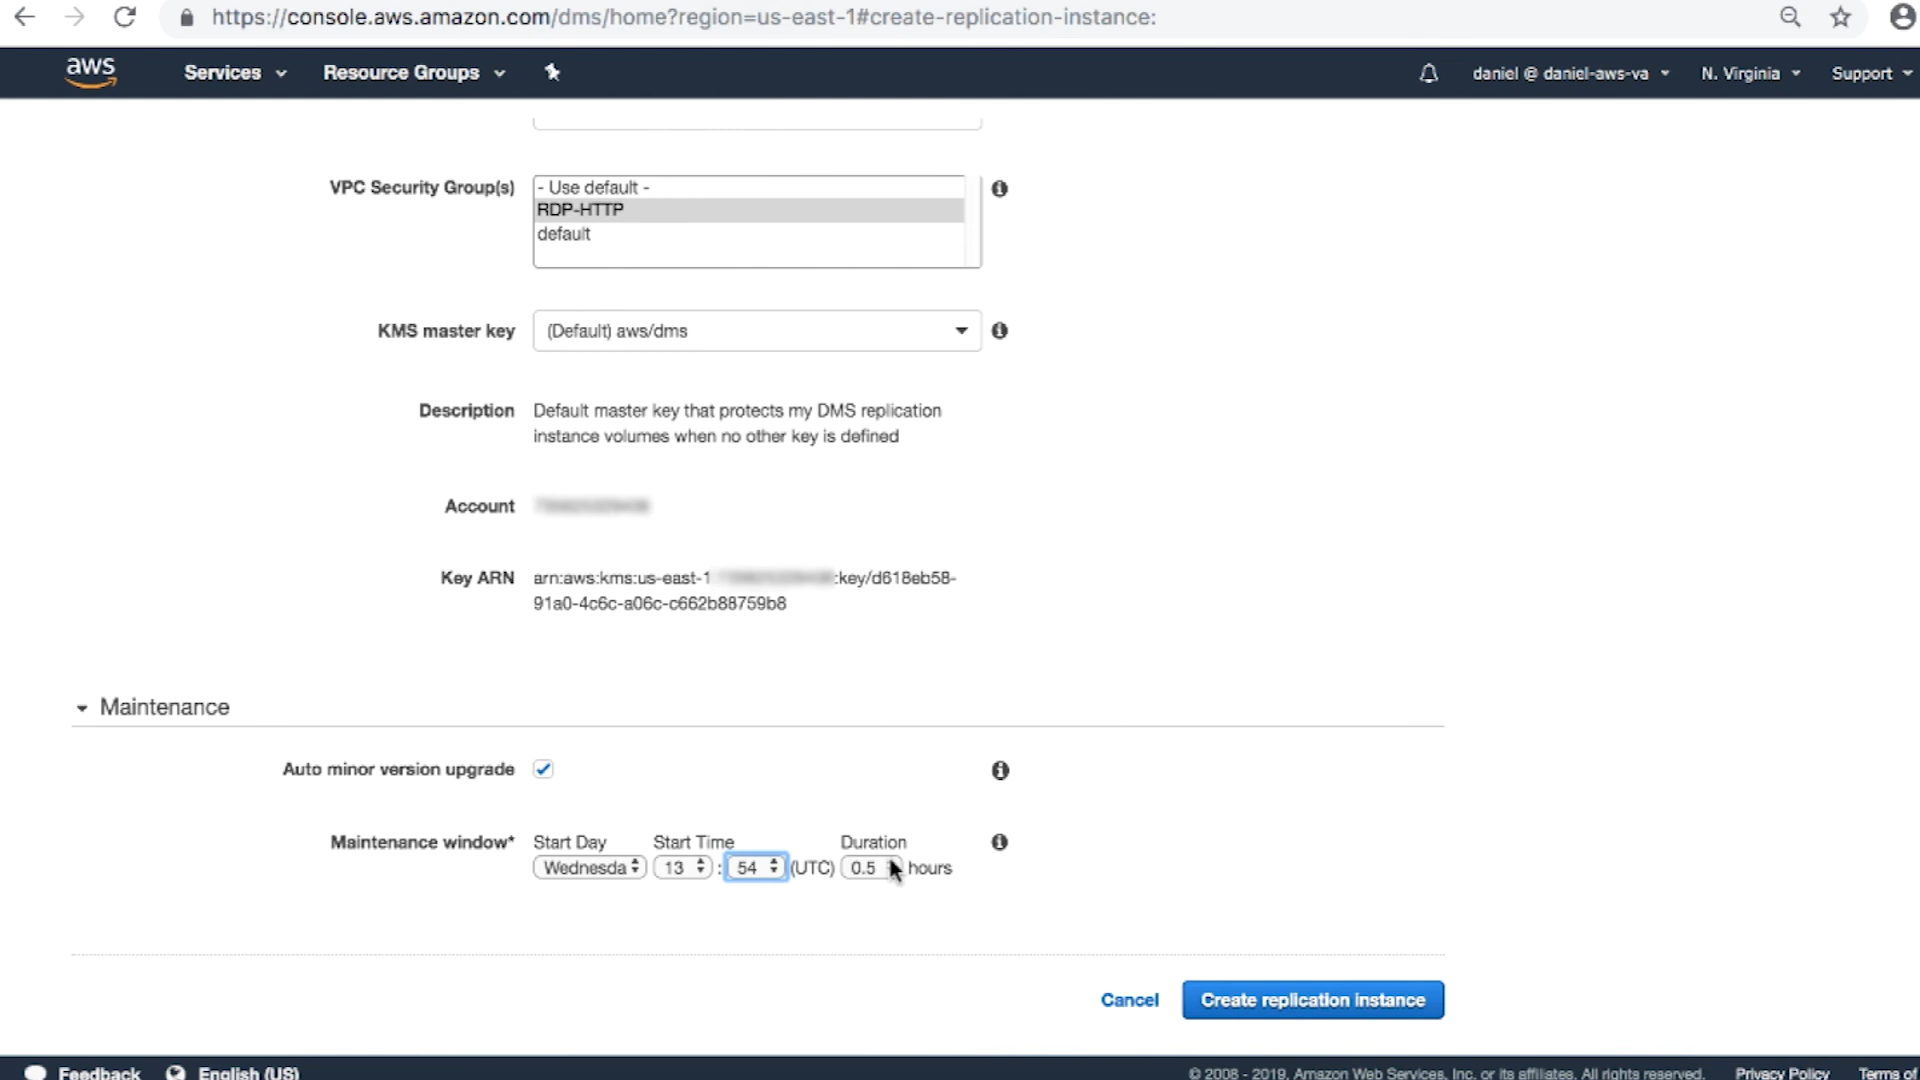 https://console.aws.amazon.com/dms/home?region=us-east-1#create-replication-instance:
aws Services Resource Groups daniel @ daniel-aws-va N. Virginia Support
VPC Security Group(s) - Use default -
RDP-HTTP
default
KMS master key (Default) aws/dms
Description Default master key that protects my DMS replication
instance volumes when no other key is defined
Account
Key ARN arn:aws:kms:us-east-1 :key/d618eb58-
91a0-4c6c-a06c-c662b88759b8
Maintenance
Auto minor version upgrade
Maintenance window* Start Day Start Time Duration
Wednesda 13 : 54 (UTC) 0.5 hours
Cancel Create replication instance
Feedback English (US) © 2008 - 2019, Amazon Web Services, Inc. or its affiliates. All rights reserved. Privacy Policy Terms of